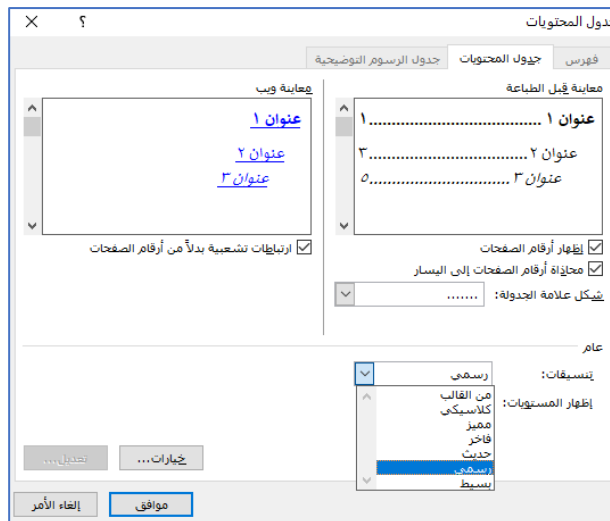 جدول المحتويات ؟
فهرس جدول المحتويات جدول الرسوم التوضيحية
معاينة قبل الطباعة
عنوان ١ ......................................١
عنوان ٢ ...................................٣
عنوان ٣ ...............................٥
معاينة ويب
عنوان ١
عنوان ٢
عنوان ٣
إظهار أرقام الصفحات
محاذاة أرقام الصفحات إلى اليسار
شكل علامة الجدولة: .......
ارتباطات تشعبية بدلاً من أرقام الصفحات
عام
تنسيقات: رسمي
إظهار المستويات:
من القالب
كلاسيكي
مميز
فاخر
حديث
رسمي
بسيط
خيارات... تعديل...
موافق إلغاء الأمر